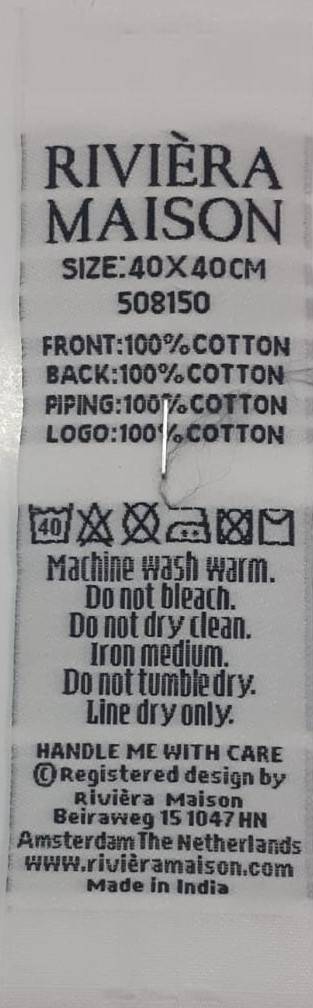 RIVIÈRA
MAISON
SIZE:40X40CM
508150
FRONT:100%COTTON
BACK:100%COTTON
PIPING:100%COTTON
LOGO:100%COTTON
40
Machine wash warm.
Do not bleach.
Do not dry clean.
Iron medium.
Do not tumble dry.
Line dry only.
HANDLE ME WITH CARE
©Registered design by
Rivièra Maison
Beiraweg 15 1047 HN
Amsterdam The Netherlands
www.rivièramaison.com
Made in India